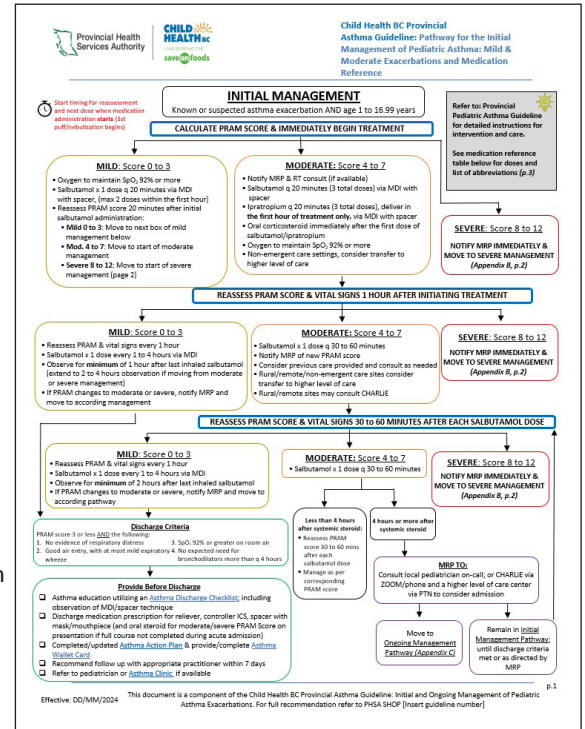 Provincial Health
Services Authority
CHILD
HEALTH BC
LEAD BENEFACTOR
save on foods
Child Health BC Provincial
Asthma Guideline: Pathway for the Initial
Management of Pediatric Asthma: Mild &
Moderate Exacerbations and Medication
Reference
Start timing for reassessment
and next dose when medication
administration starts (1st
puff/nebulization begins)
INITIAL MANAGEMENT
Known or suspected asthma exacerbation AND age 1 to 16.99 years
CALCULATE PRAM SCORE & IMMEDIATELY BEGIN TREATMENT
Refer to: Provincial
Pediatric Asthma Guideline
for detailed instructions for
intervention and care.
See medication reference
table below for doses and
list of abbreviations (p.3)
MILD: Score 0 to 3
• Oxygen to maintain SpO₂ 92% or more
• Salbutamol x 1 dose q 20 minutes via MDI
with spacer, (max 2 doses within the first hour)
• Reassess PRAM score 20 minutes after initial
salbutamol administration:
• Mild 0 to 3: Move to next box of mild
management below
• Mod. 4 to 7: Move to start of moderate
management
• Severe 8 to 12: Move to start of severe
management (page 2)
MODERATE: Score 4 to 7
• Notify MRP & RT consult (if available)
• Salbutamol q 20 minutes (3 total doses) via MDI with
spacer
• Ipratropium q 20 minutes (3 total doses), deliver in
the first hour of treatment only, via MDI with spacer
• Oral corticosteroid immediately after the first dose of
salbutamol/ipratropium
• Oxygen to maintain SpO₂ 92% or more
• Non-emergent care settings, consider transfer to
higher level of care
SEVERE: Score 8 to 12
NOTIFY MRP IMMEDIATELY &
MOVE TO SEVERE MANAGEMENT
(Appendix B, p.2)
REASSESS PRAM SCORE & VITAL SIGNS 1 HOUR AFTER INITIATING TREATMENT
MILD: Score 0 to 3
• Reassess PRAM & vital signs every 1 hour
• Salbutamol x 1 dose every 1 to 4 hours via MDI
• Observe for minimum of 1 hour after last inhaled salbutamol
(extend to 2 to 4 hours observation if moving from moderate
or severe management)
• If PRAM changes to moderate or severe, notify MRP and
move to according management
MODERATE: Score 4 to 7
• Salbutamol x 1 dose q 30 to 60 minutes
• Notify MRP of new PRAM score
• Consider previous care provided and consult as needed
• Rural/remote/non-emergent care sites consider
transfer to higher level of care
• Rural/remote sites may consult CHARLiE
SEVERE: Score 8 to 12
NOTIFY MRP IMMEDIATELY &
MOVE TO SEVERE MANAGEMENT
(Appendix B, p.2)
REASSESS PRAM SCORE & VITAL SIGNS 30 to 60 MINUTES AFTER EACH SALBUTAMOL DOSE
MILD: Score 0 to 3
• Reassess PRAM & vital signs every 1 hour
• Salbutamol x 1 dose every 1 to 4 hours via MDI
• Observe for minimum of 2 hours after last inhaled salbutamol
• If PRAM changes to moderate or severe, notify MRP and move to
according pathway
MODERATE: Score 4 to 7
• Salbutamol x 1 dose q 30 to 60 minutes
SEVERE: Score 8 to 12
NOTIFY MRP IMMEDIATELY &
MOVE TO SEVERE MANAGEMENT
(Appendix B, p.2)
Discharge Criteria
PRAM score 3 or less AND the following:
1. No evidence of respiratory distress
2. Good air entry, with at most mild expiratory
wheeze
3. SpO₂ 92% or greater on room air
4. No expected need for
bronchodilators more than q 4 hours
Less than 4 hours
after systemic steroid
• Reassess PRAM
score 30 to 60 mins
after each
salbutamol dose
• Manage as per
corresponding
PRAM score
4 hours or more after
systemic steroid
MRP TO:
Consult local pediatrician on-call; or CHARLiE via
ZOOM/phone and a higher level of care center
via PTN to consider admission
Provide Before Discharge
Asthma education utilizing an Asthma Discharge Checklist; including
observation of MDI/spacer technique
Discharge medication prescription for reliever, controller ICS, spacer with
mask/mouthpiece (and oral steroid for moderate/severe PRAM Score on
presentation if full course not completed during acute admission)
Completed/updated Asthma Action Plan & provide/complete Asthma
Wallet Card
Recommend follow up with appropriate practitioner within 7 days
Refer to pediatrician or Asthma Clinic if available
Move to
Ongoing Management
Pathway (Appendix C)
Remain in Initial
Management Pathway;
until discharge criteria
met or as directed by
MRP
p.1
Effective: DD/MM/2024
This document is a component of the Child Health BC Provincial Asthma Guideline: Initial and Ongoing Management of Pediatric
Asthma Exacerbations. For full recommendation refer to PHSA SHOP [Insert guideline number]